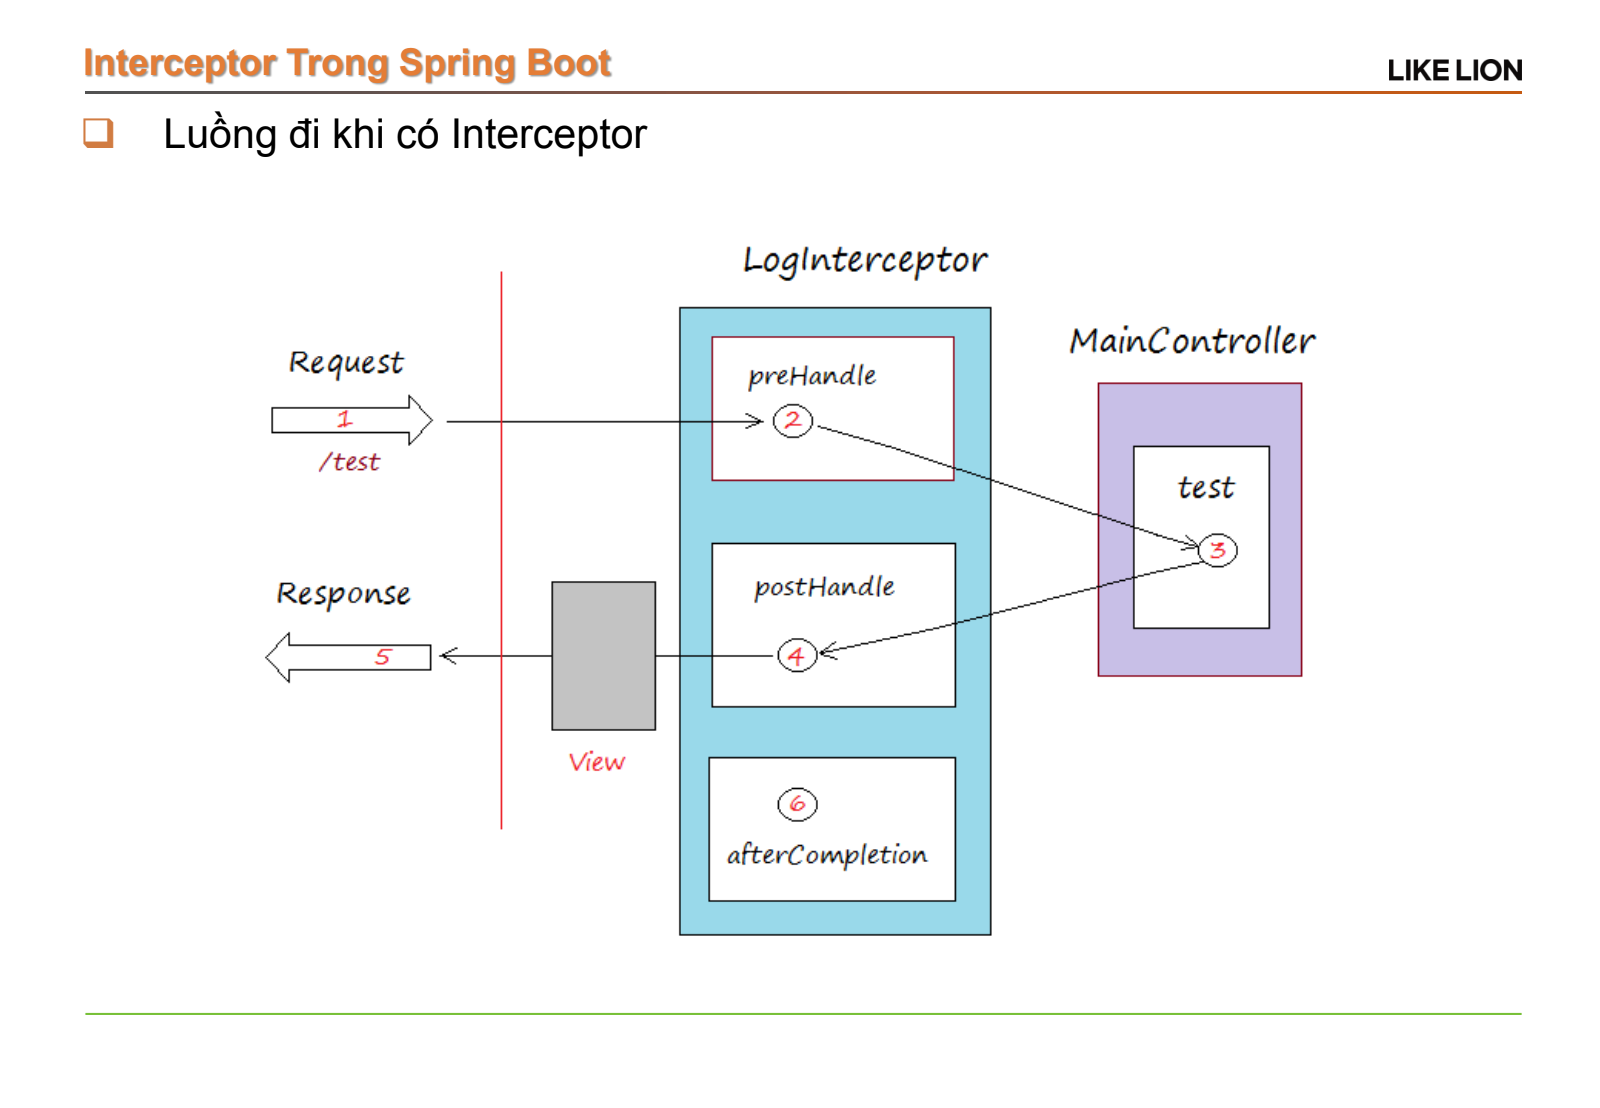 Interceptor Trong Spring Boot
LIKE LION
Luồng đi khi có Interceptor
LogInterceptor
MainController
Request
1
/test
preHandle
2
test
3
Response
5
postHandle
4
View
6
afterCompletion